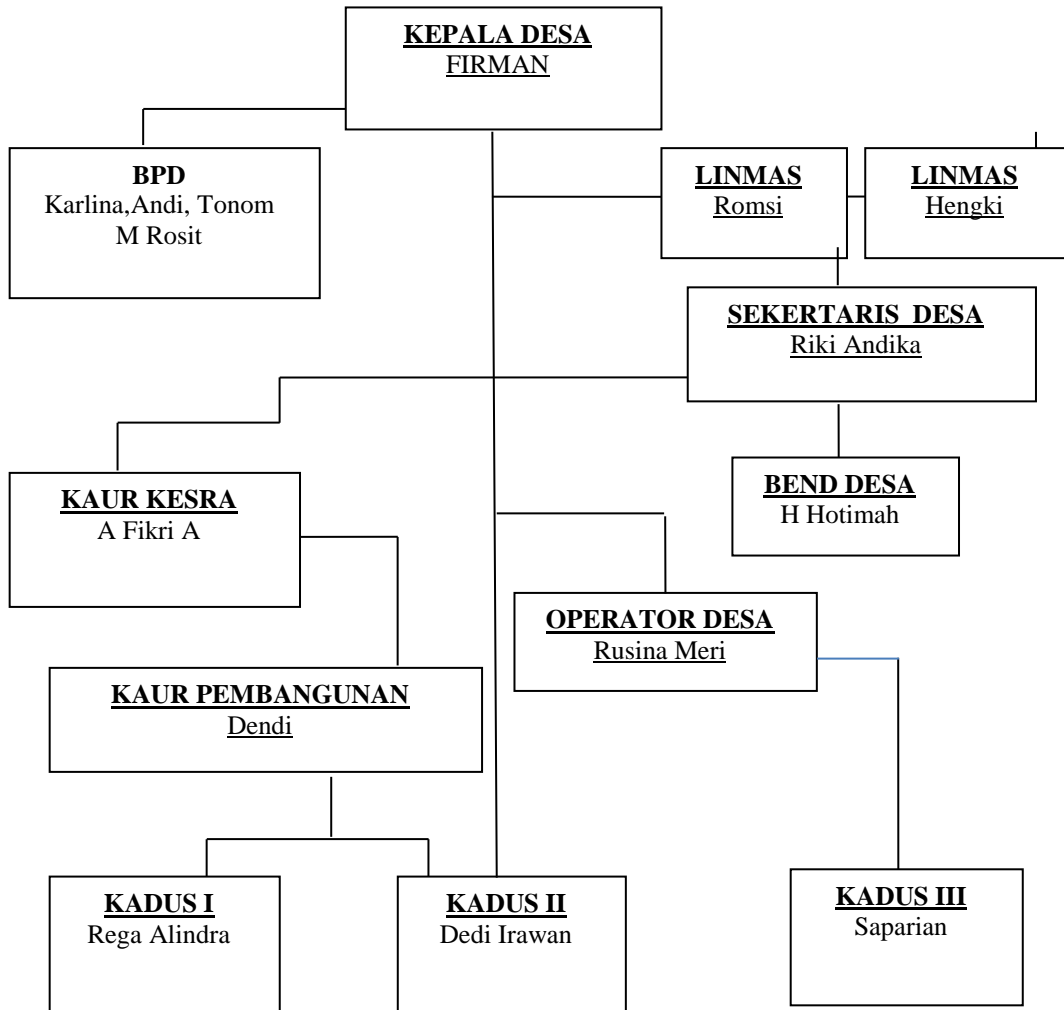 KEPALA DESA
FIRMAN
BPD
Karlina,Andi, Tonom
M Rosit
LINMAS
Romsi
LINMAS
Hengki
SEKERTARIS DESA
Riki Andika
KAUR KESRA
A Fikri A
BEND DESA
H Hotimah
OPERATOR DESA
Rusina Meri
KAUR PEMBANGUNAN
Dendi
KADUS I
Rega Alindra
KADUS II
Dedi Irawan
KADUS III
Saparian